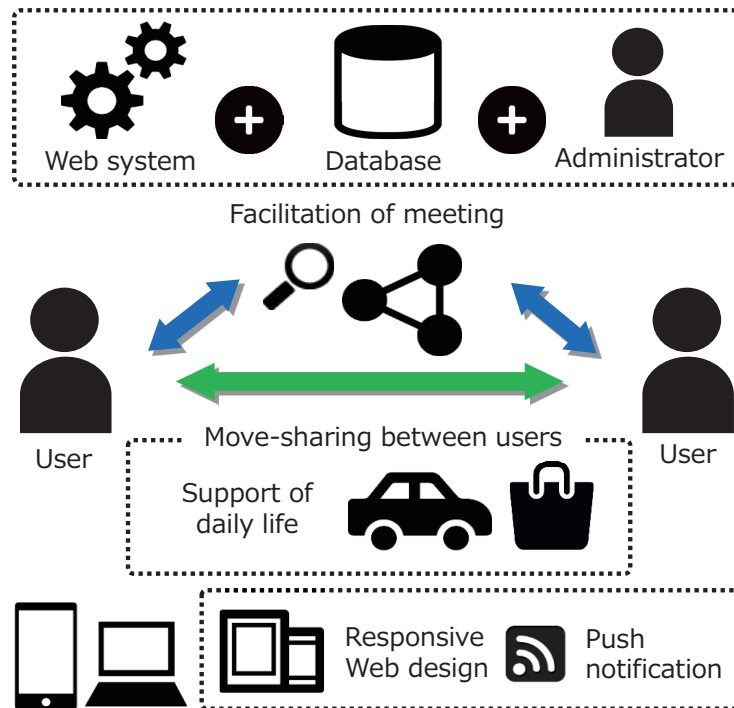 Web system
Database
Administrator
Facilitation of meeting
User
User
Move-sharing between users
Support of
daily life
Responsive
Web design
Push
notification